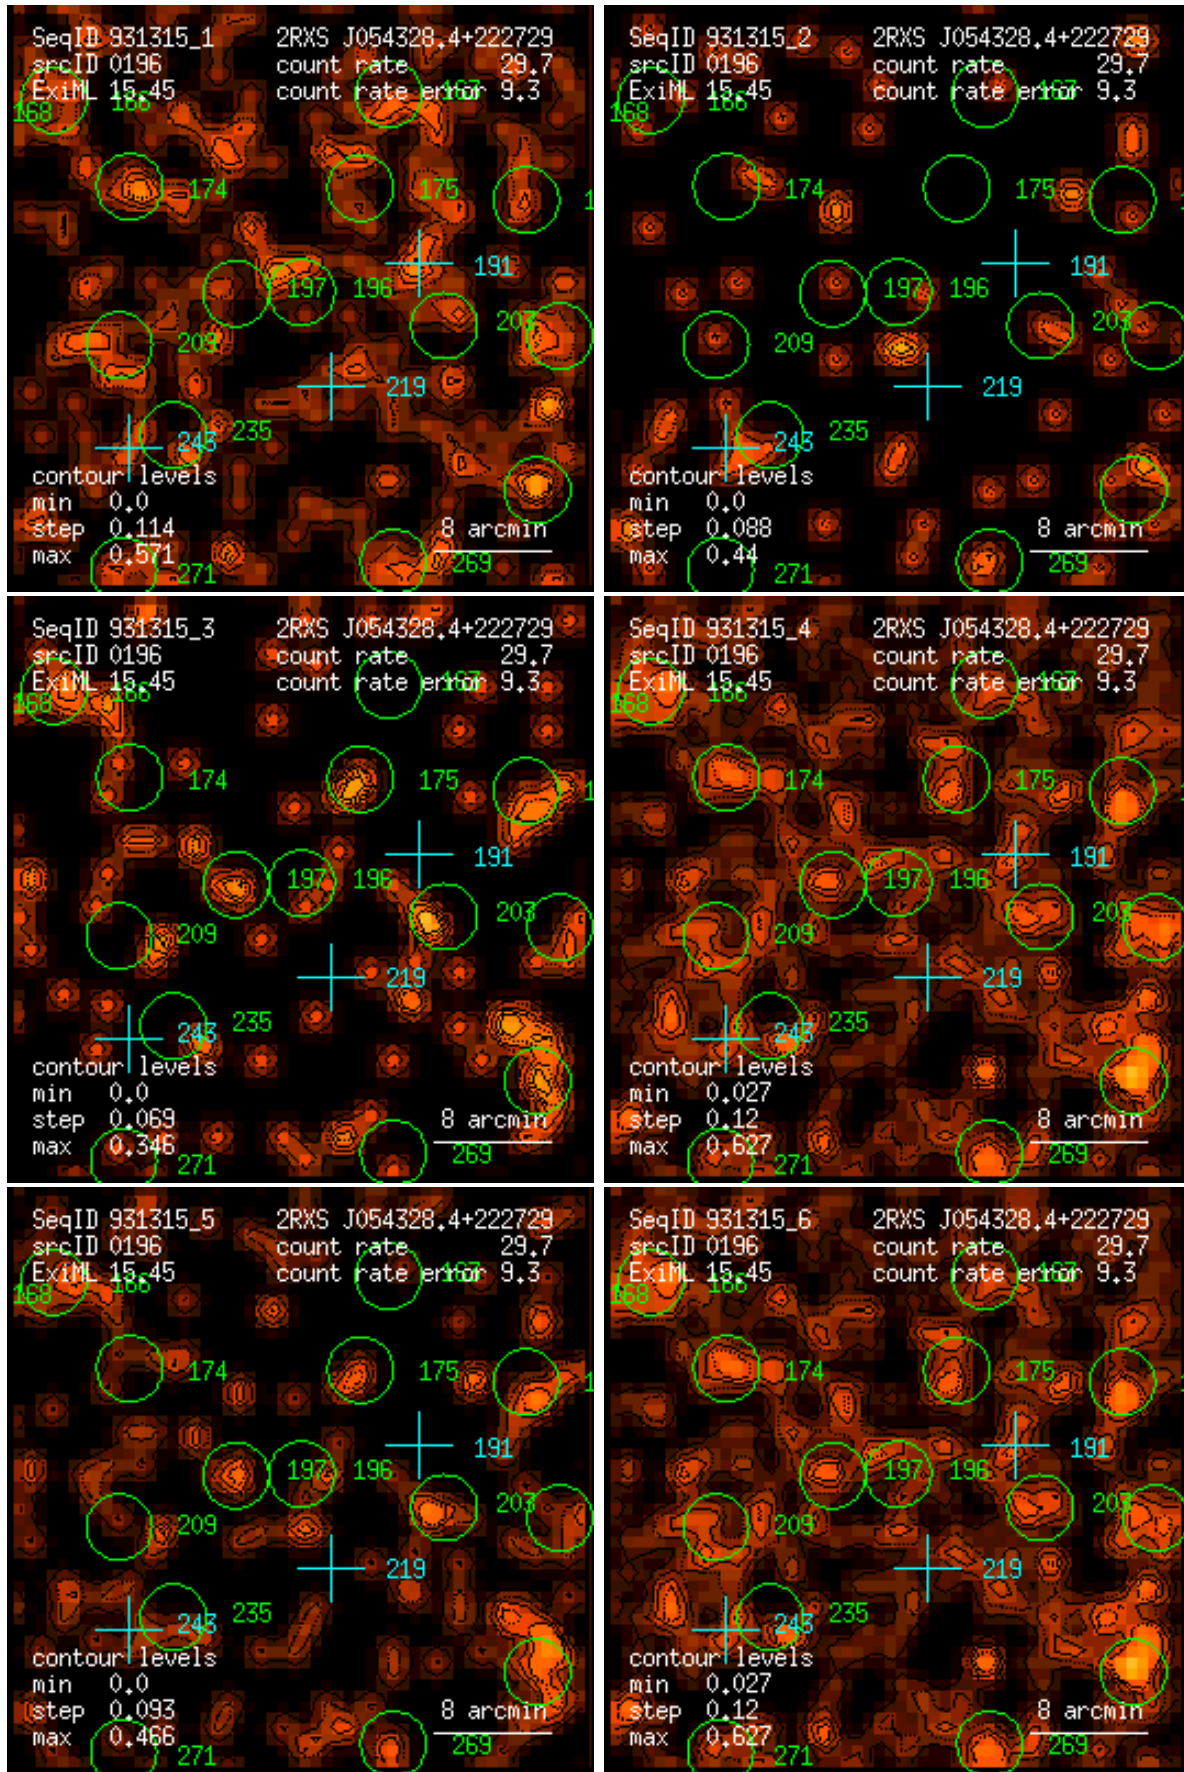 SeqID 931315_1 2RXS J054328.4+222729
srcID 0196 count rate 29.7
ExiML 15.45 count rate error 9.3
168 166
174 175
191
197 196
203
209
219
243 235
contour levels
min 0.0
step 0.114 8 arcmin
max 0.571 271 269
SeqID 931315_2 2RXS J054328.4+222729
srcID 0196 count rate 29.7
ExiML 15.45 count rate error 9.3
168 166
174 175
191
197 196
203
209
219
243 235
contour levels
min 0.0
step 0.088 8 arcmin
max 0.44 271 269
SeqID 931315_3 2RXS J054328.4+222729
srcID 0196 count rate 29.7
ExiML 15.45 count rate error 9.3
168 166
174 175
191
197 196
203
209
219
243 235
contour levels
min 0.0
step 0.069 8 arcmin
max 0.346 271 269
SeqID 931315_4 2RXS J054328.4+222729
srcID 0196 count rate 29.7
ExiML 15.45 count rate error 9.3
168 166
174 175
191
197 196
203
209
219
243 235
contour levels
min 0.027
step 0.12 8 arcmin
max 0.627 271 269
SeqID 931315_5 2RXS J054328.4+222729
srcID 0196 count rate 29.7
ExiML 15.45 count rate error 9.3
168 166
174 175
191
197 196
203
209
219
243 235
contour levels
min 0.0
step 0.093 8 arcmin
max 0.466 271 269
SeqID 931315_6 2RXS J054328.4+222729
srcID 0196 count rate 29.7
ExiML 15.45 count rate error 9.3
168 166
174 175
191
197 196
203
209
219
243 235
contour levels
min 0.027
step 0.12 8 arcmin
max 0.627 271 269